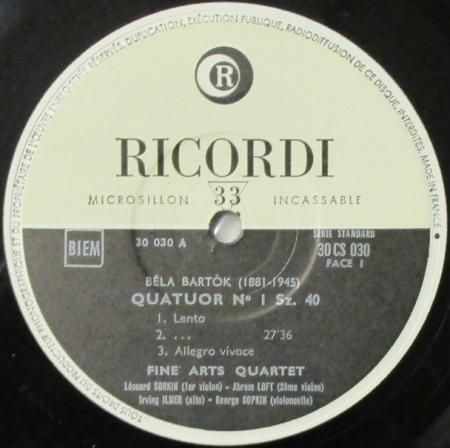 TOUS DROITS DU PRODUCTEUR PHONOGRAPHIQUE ET DU PROPRIÉTAIRE DE L'ŒUVRE ENREGISTRÉE RÉSERVÉS. DUPLICATION, EXÉCUTION PUBLIQUE, RADIODIFFUSION DE CE DISQUE, INTERDITES. MADE IN FRANCE
R
RICORDI
MICROSILLON 33 INCASSABLE
SÉRIE STANDARD
BIEM 30 030 A 30 CS 030
FACE 1
BÉLA BARTÓK (1881-1945)
QUATUOR Nº 1 Sz. 40
1. Lento
2. ... 27'36
3. Allegro vivace
FINE ARTS QUARTET
Léonard SORKIN (1er violon) - Abram LOFT (2ème violon)
Irving ILMER (alto) - George SOPKIN (violoncelle)